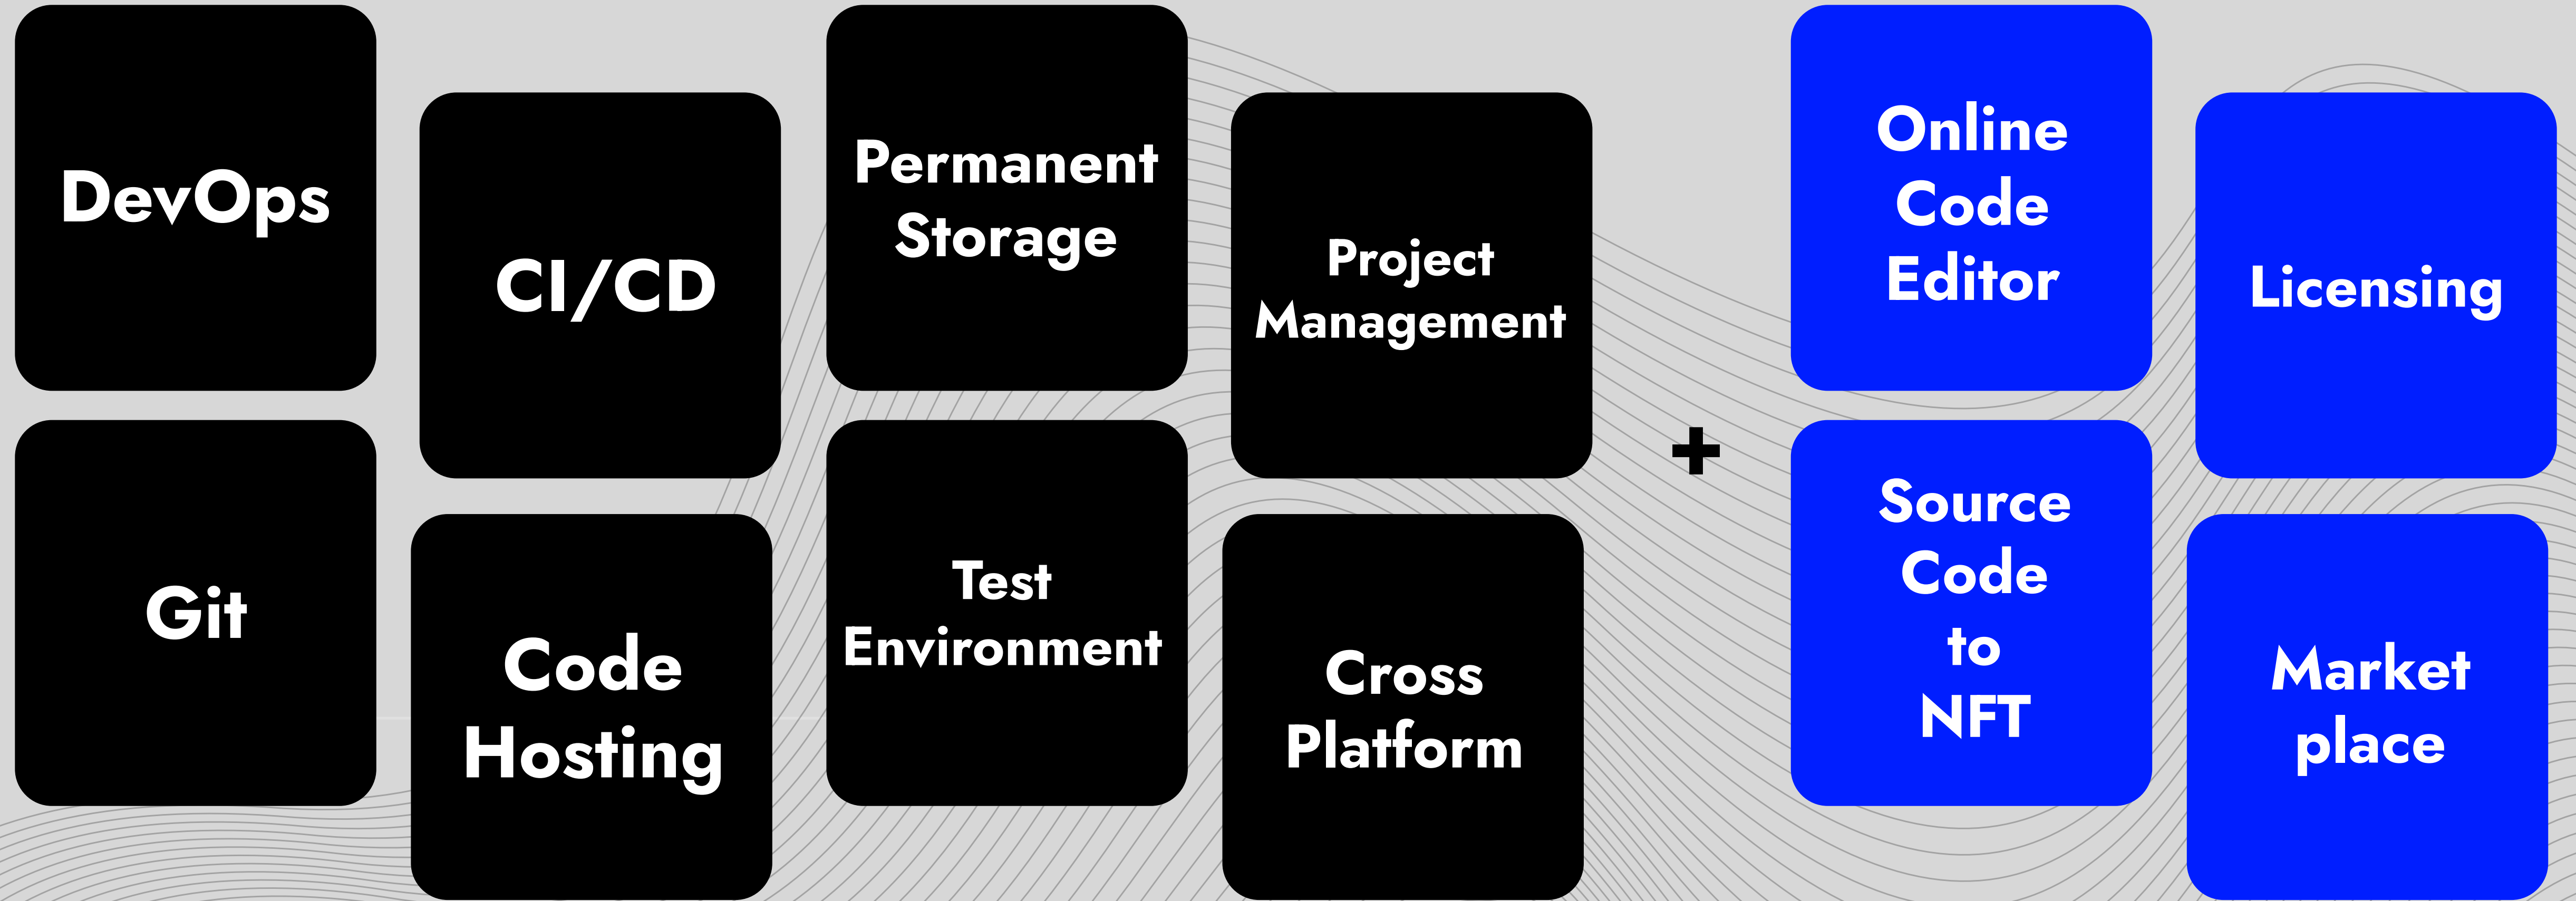 DevOps
CI/CD
Permanent
Storage
Project
Management
Git
Code
Hosting
Test
Environment
Cross
Platform
+
Online
Code
Editor
Licensing
Source
Code
to
NFT
Market
place